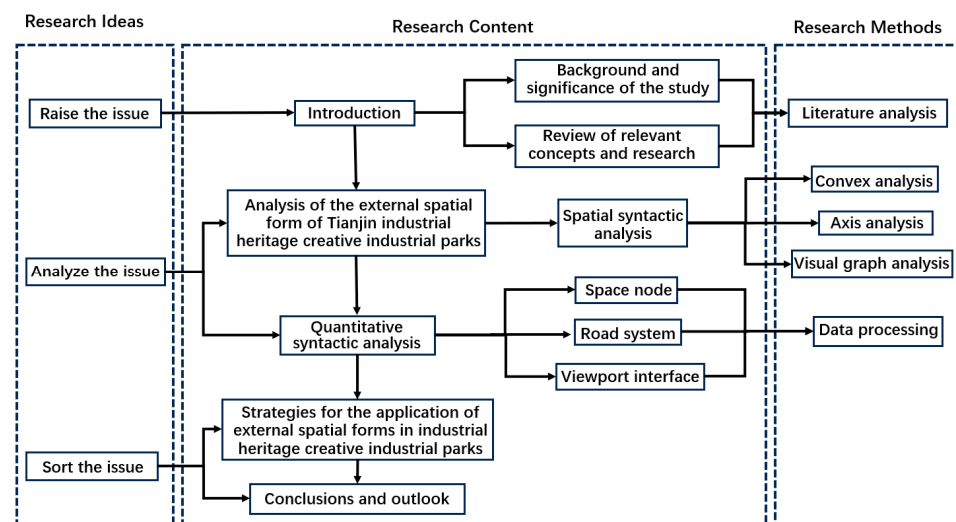 Research Ideas
Research Content
Research Methods
Raise the issue
Introduction
Background and
significance of the study
Review of relevant
concepts and research
Literature analysis
Analyze the issue
Analysis of the external spatial
form of Tianjin industrial
heritage creative industrial parks
Spatial syntactic
analysis
Convex analysis
Axis analysis
Visual graph analysis
Quantitative
syntactic analysis
Space node
Road system
Viewport interface
Data processing
Sort the issue
Strategies for the application of
external spatial forms in industrial
heritage creative industrial parks
Conclusions and outlook